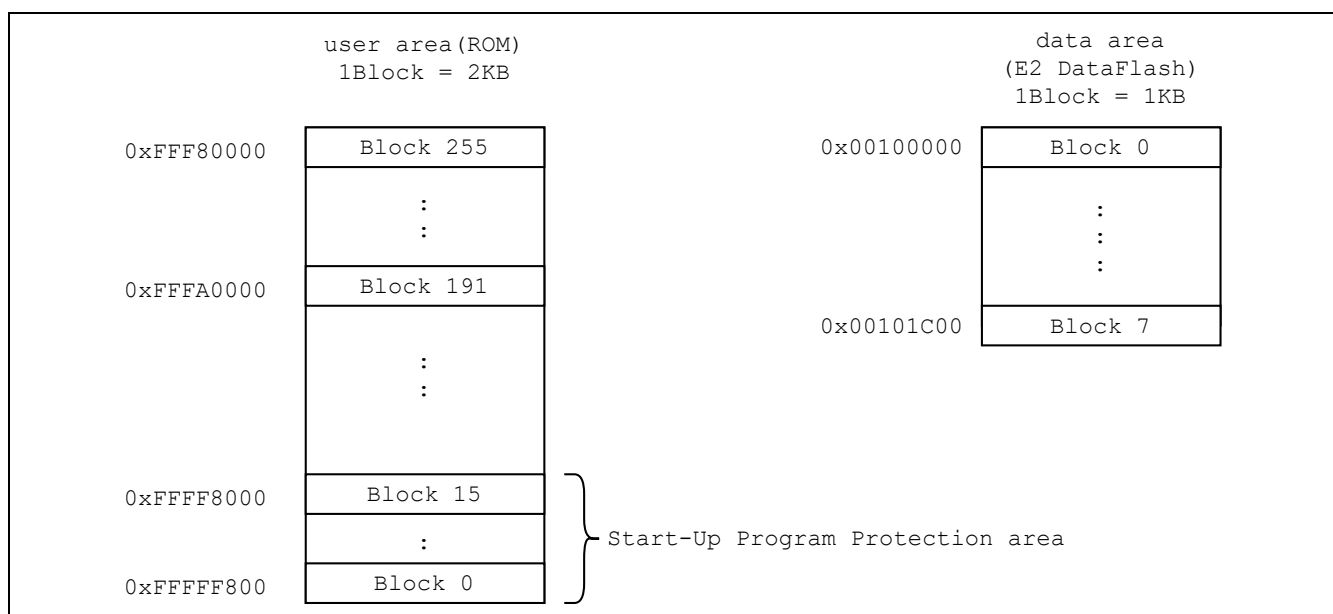 user area(ROM)
1Block = 2KB
0xFFF80000 Block 255
:
:
0xFFFA0000 Block 191
:
:
0xFFFF8000 Block 15
:
0xFFFFF800 Block 0
Start-Up Program Protection area
data area
(E2 DataFlash)
1Block = 1KB
0x00100000 Block 0
:
:
:
0x00101C00 Block 7